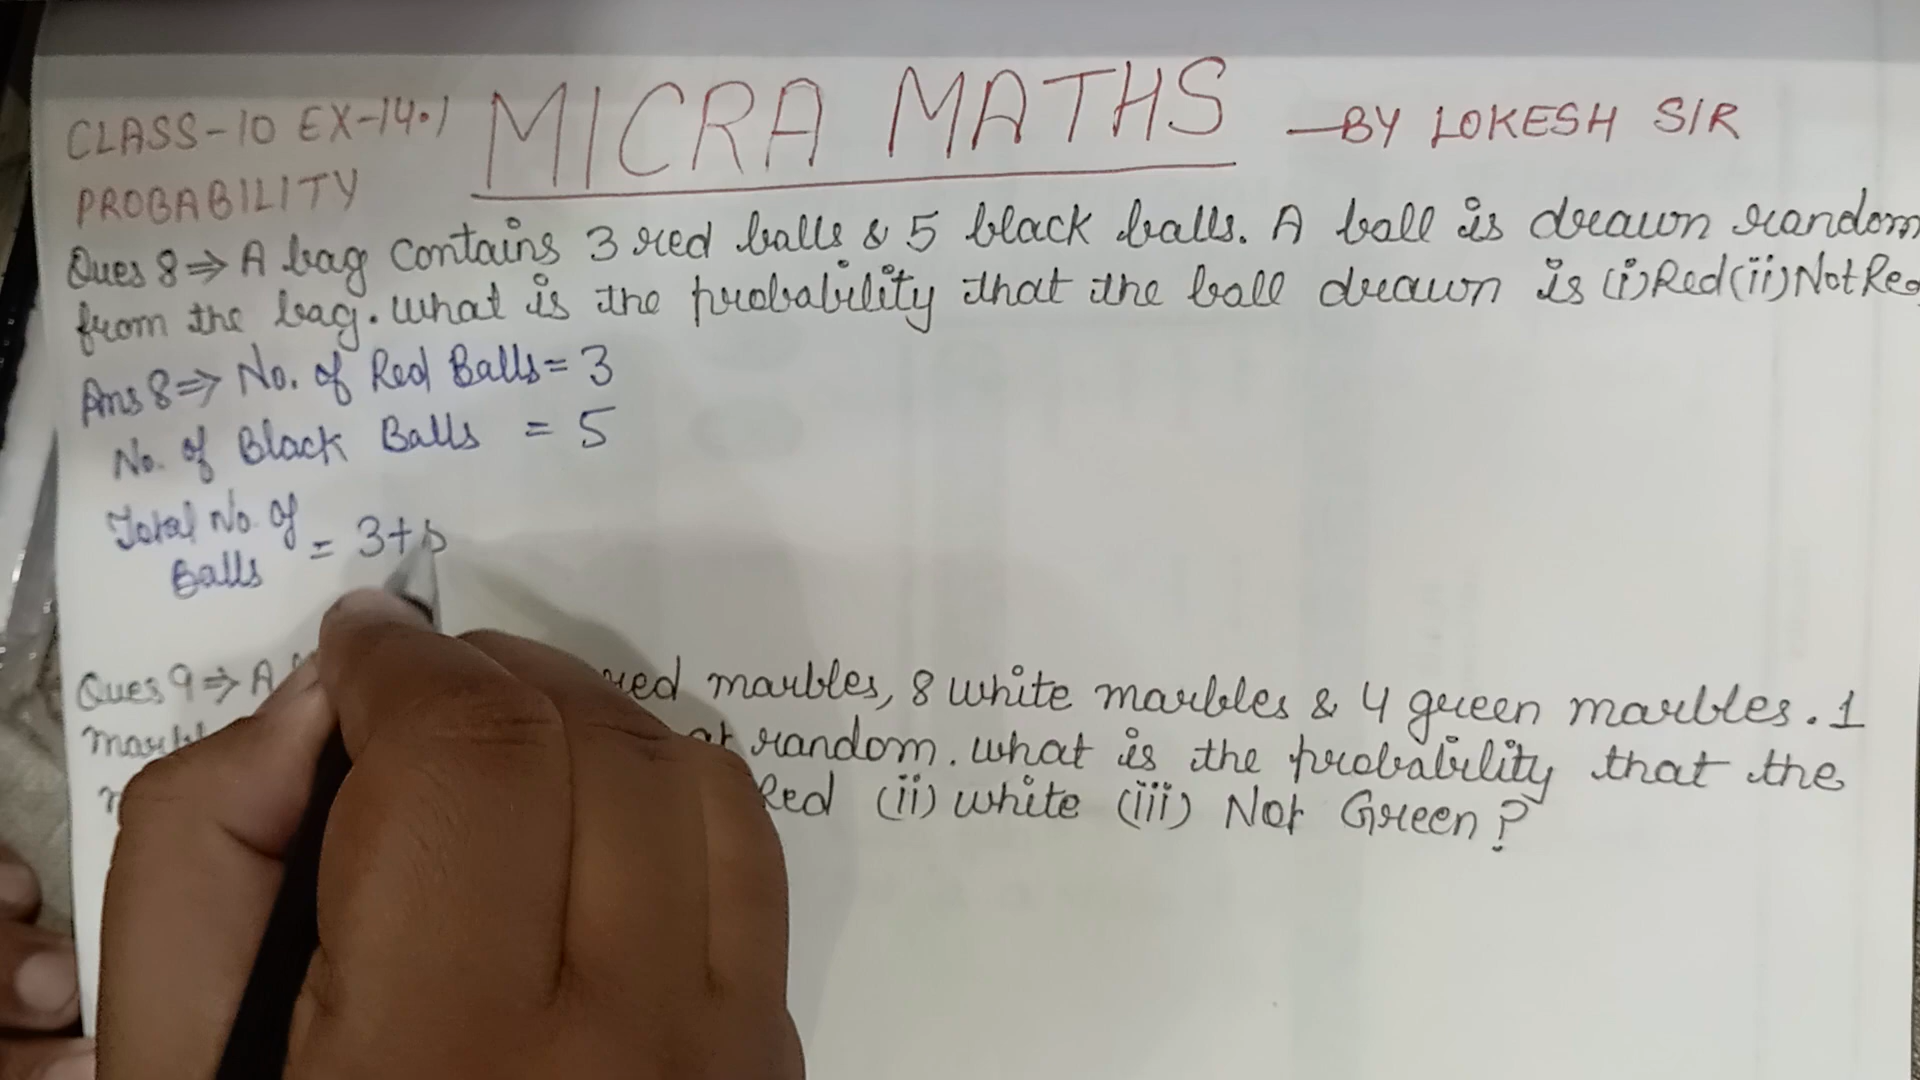 CLASS-10 EX-14.1 MICRA MATHS -BY LOKESH SIR
PROBABILITY
Ques 8⇒ A bag contains 3 red balls & 5 black balls. A ball is drawn random
from the bag. What is the probability that the ball drawn is (i) Red (ii) Not Red
Ans 8⇒ No. of Red Balls = 3
No. of Black Balls = 5
Total No. of
Balls = 3+5
Ques 9⇒ A red marbles, 8 white marbles & 4 green marbles. 1
at random. what is the probability that the
Red (ii) white (iii) Not Green?